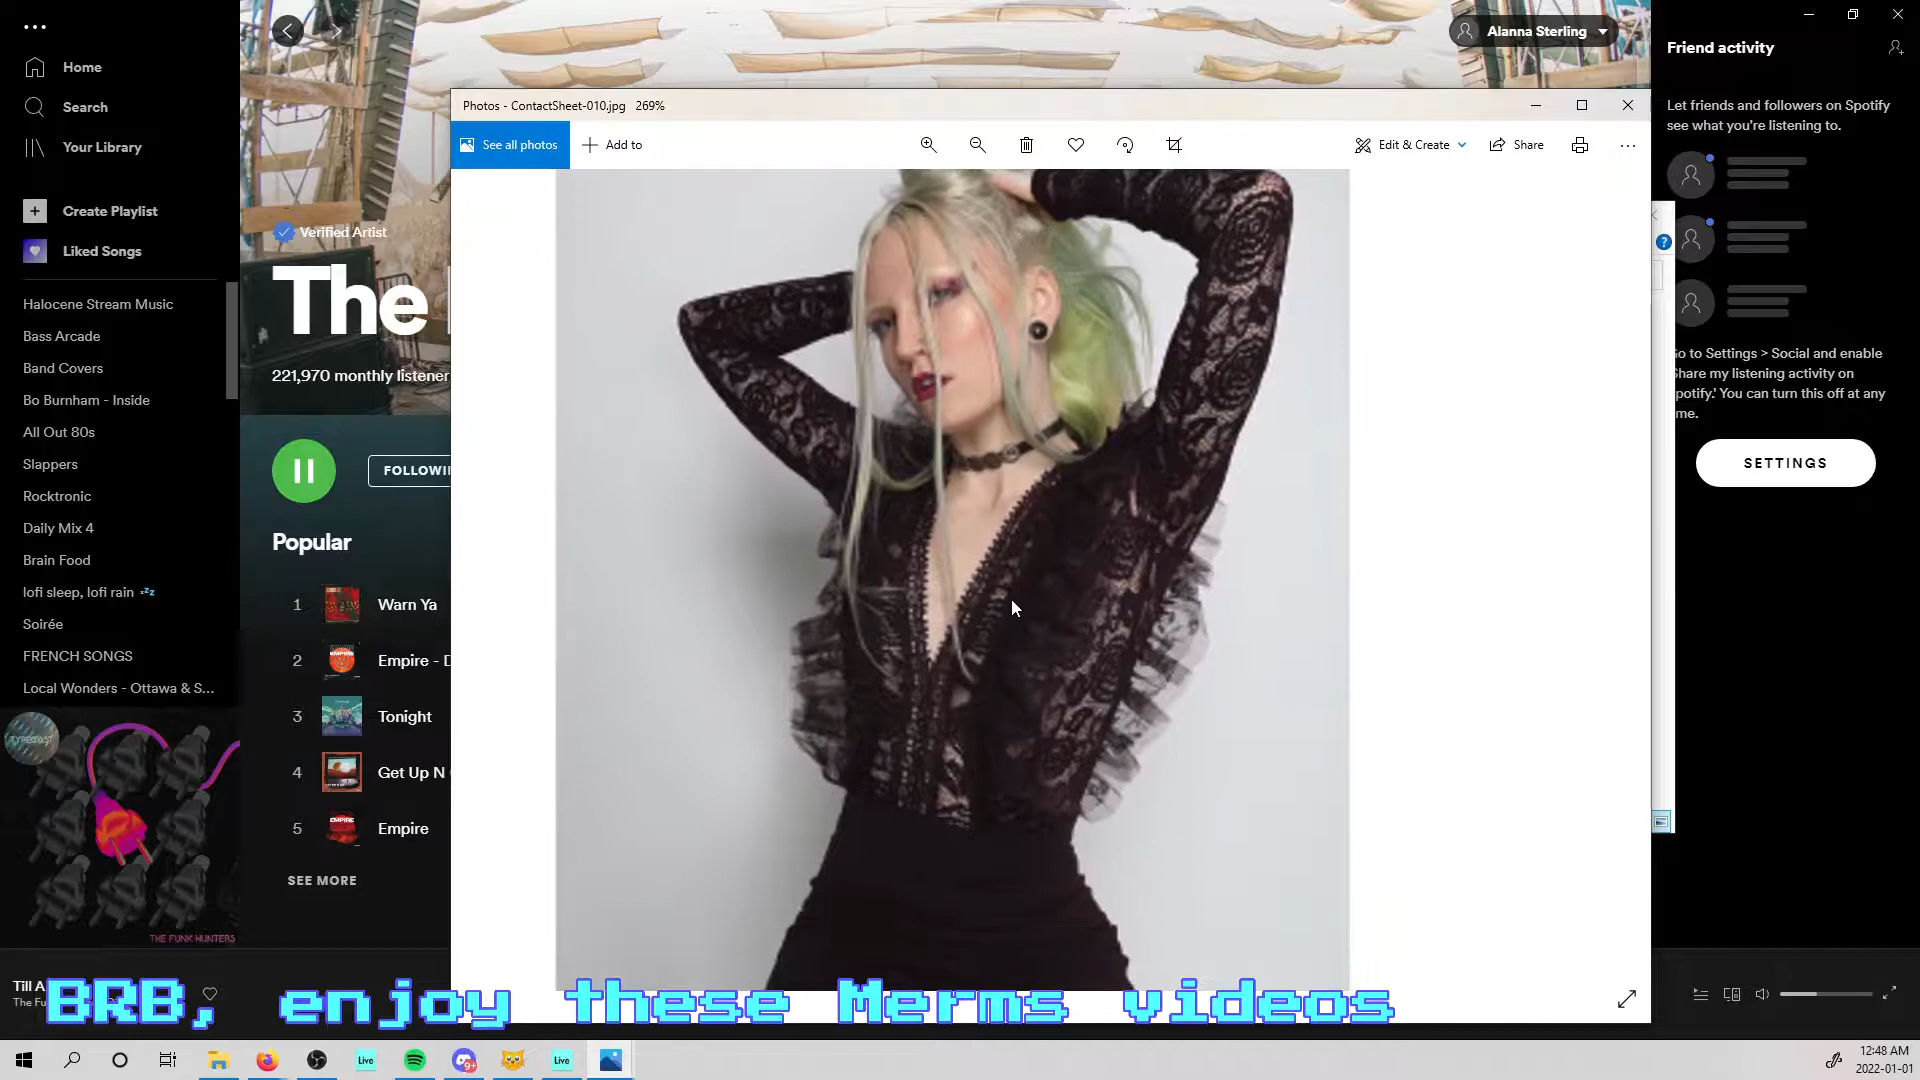 Home
Search
Your Library
Create Playlist
Liked Songs
Halocene Stream Music
Bass Arcade
Band Covers
Bo Burnham - Inside
All Out 80s
Slappers
Rocktronic
Daily Mix 4
Brain Food
lofi sleep, lofi rain 💤
Soirée
FRENCH SONGS
Local Wonders - Ottawa & S...
THE FUNK HUNTERS
Alanna Sterling
Verified Artist
The
221,970 monthly listener
FOLLOWI
Popular
1 Warn Ya
2 Empire -
3 Tonight
4 Get Up N
5 Empire
SEE MORE
Photos - ContactSheet-010.jpg 269%
See all photos
Add to
Edit & Create
Share
Friend activity
Let friends and followers on Spotify
see what you're listening to.
o to Settings > Social and enable
hare my listening activity on
potify.' You can turn this off at any
me.
SETTINGS
Till A
The Fu
BRB, enjoy these Merms videos
Live
9+
Live
12:48 AM
2022-01-01